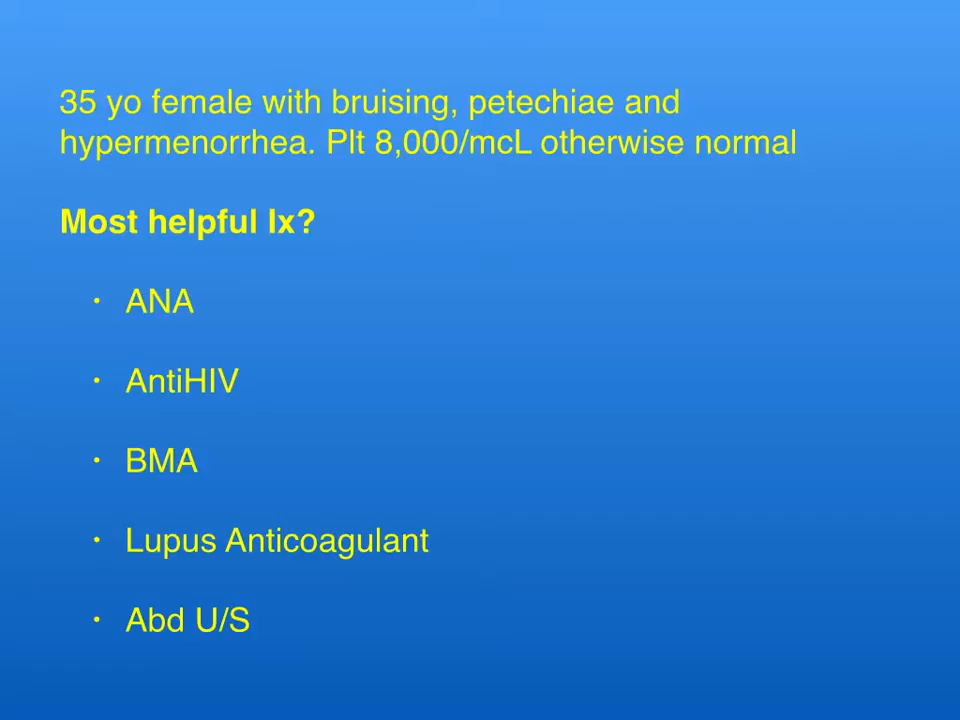 35 yo female with bruising, petechiae and
hypermenorrhea. Plt 8,000/mcL otherwise normal
Most helpful Ix?
• ANA
• AntiHIV
• BMA
• Lupus Anticoagulant
• Abd U/S